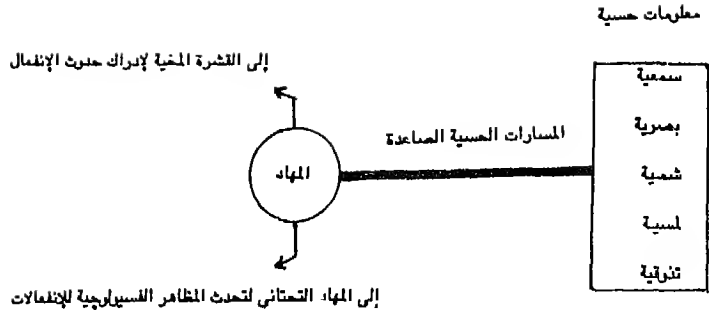 معلومات حسية
سمعية
بصرية
شمية
لمسية
تذوقية
المسارات الحسية الصاعدة
المهاد
إلى القشرة المخية لإدراك حدوث الإنفعال
إلى المهاد التحتاني لتحدث المظاهر الفسيولوجية للإنفعالات